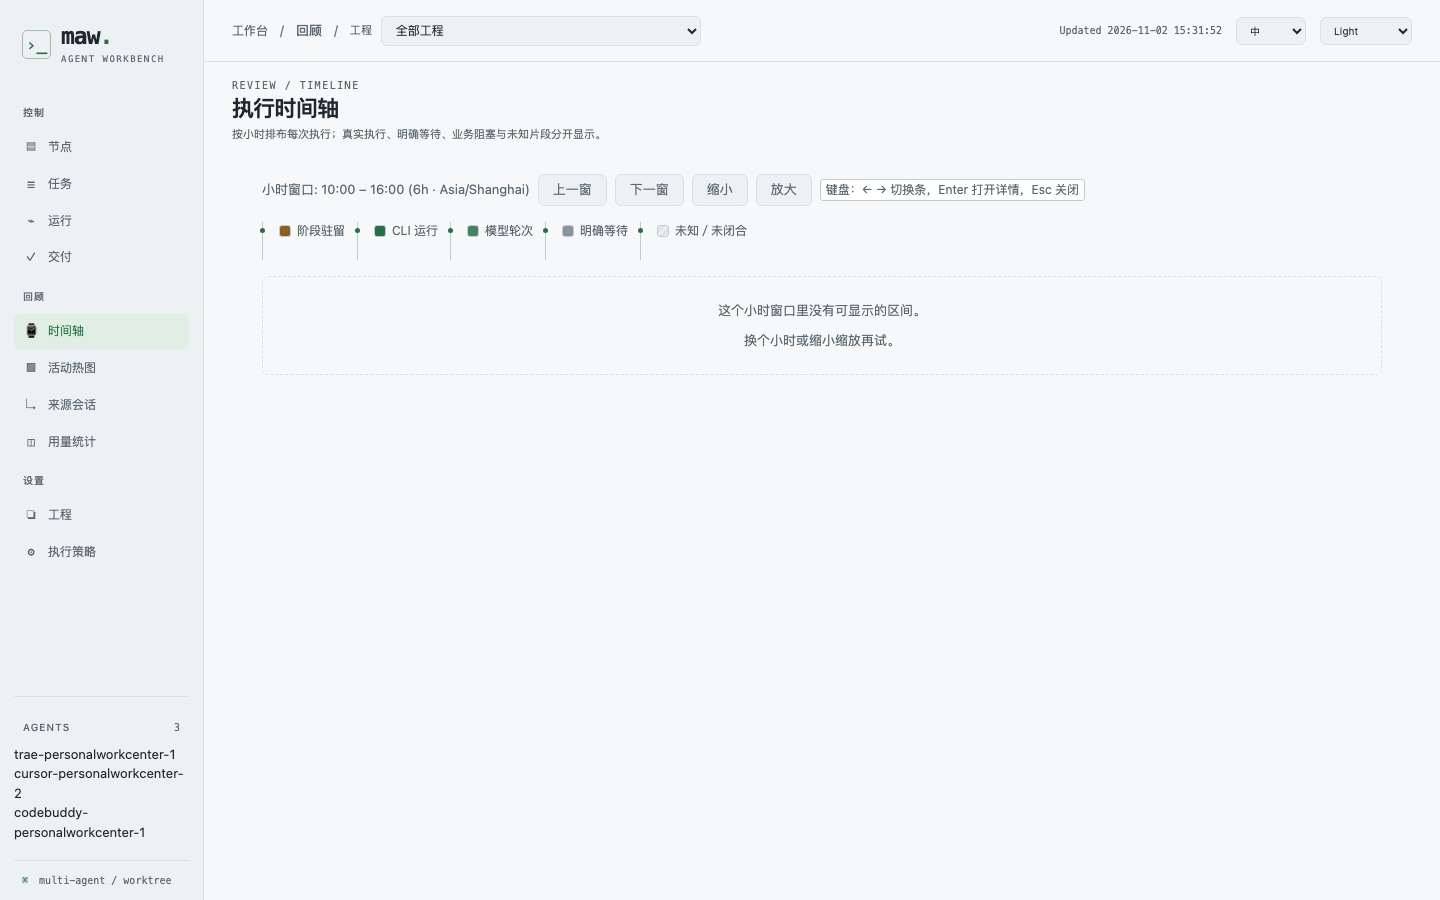 maw.
AGENT WORKBENCH
控制
节点
任务
运行
交付
回顾
时间轴
活动热图
来源会话
用量统计
设置
工程
执行策略
AGENTS 3
trae-personalworkcenter-1
cursor-personalworkcenter-
2
codebuddy-
personalworkcenter-1
⌘ multi-agent / worktree
工作台 / 回顾 / 工程 全部工程
Updated 2026-11-02 15:31:52 中 Light
REVIEW / TIMELINE
执行时间轴
按小时排布每次执行；真实执行、明确等待、业务阻塞与未知片段分开显示。
小时窗口: 10:00 – 16:00 (6h · Asia/Shanghai) 上一窗 下一窗 缩小 放大 键盘：← → 切换条，Enter 打开详情，Esc 关闭
阶段驻留 CLI 运行 模型轮次 明确等待 未知 / 未闭合
这个小时窗口里没有可显示的区间。
换个小时或缩小缩放再试。